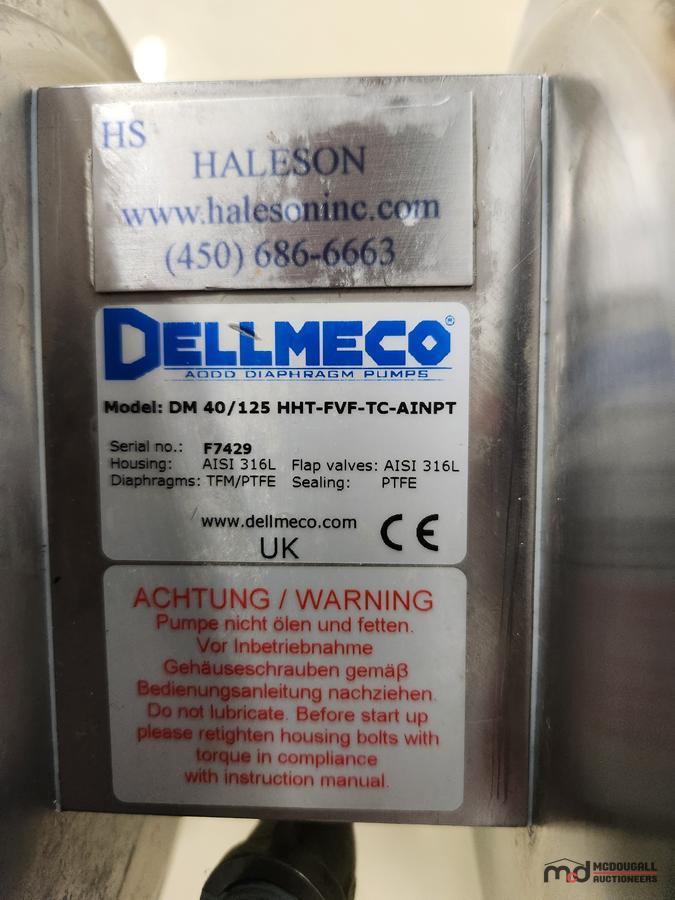 HS
HALESON
www.halesoninc.com
(450) 686-6663
DELLMECO®
AODD DIAPHRAGM PUMPS
Model: DM 40/125 HHT-FVF-TC-AINPT
Serial no.: F7429
Housing: AISI 316L Flap valves: AISI 316L
Diaphragms: TFM/PTFE Sealing: PTFE
www.dellmeco.com
UK CE
ACHTUNG / WARNING
Pumpe nicht ölen und fetten.
Vor Inbetriebnahme
Gehäuseschrauben gemäβ
Bedienungsanleitung nachziehen.
Do not lubricate. Before start up
please retighten housing bolts with
torque in compliance
with instruction manual.
mcd MCDOUGALL
AUCTIONEERS